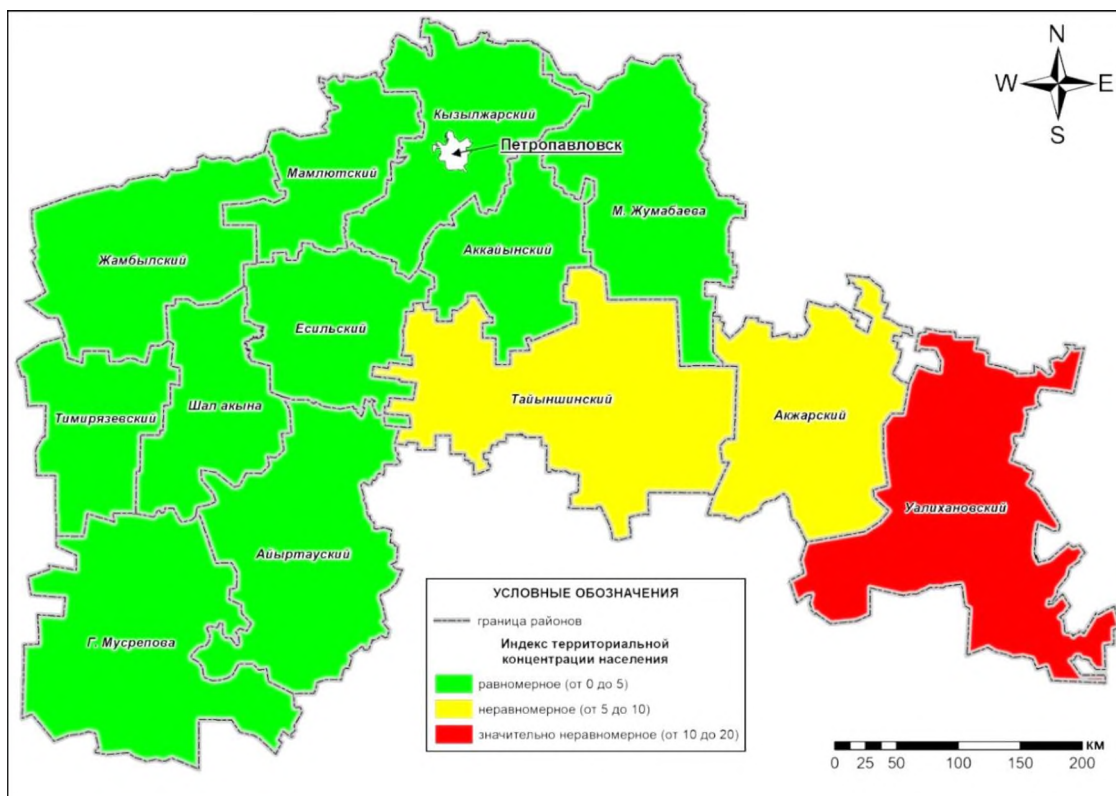 N
W
E
S
Кызылжарский
Петропавловск
Мамлютский
М. Жумабаева
Аккайынский
Жамбылский
Есильский
Тайыншинский
Акжарский
Шал акына
Тимирязевский
Уалихановский
Айыртауский
Г. Мусрепова
УСЛОВНЫЕ ОБОЗНАЧЕНИЯ
граница районов
Индекс территориальной
концентрации населения
равномерное (от 0 до 5)
неравномерное (от 5 до 10)
значительно неравномерное (от 10 до 20)
км
0 25 50 100 150 200